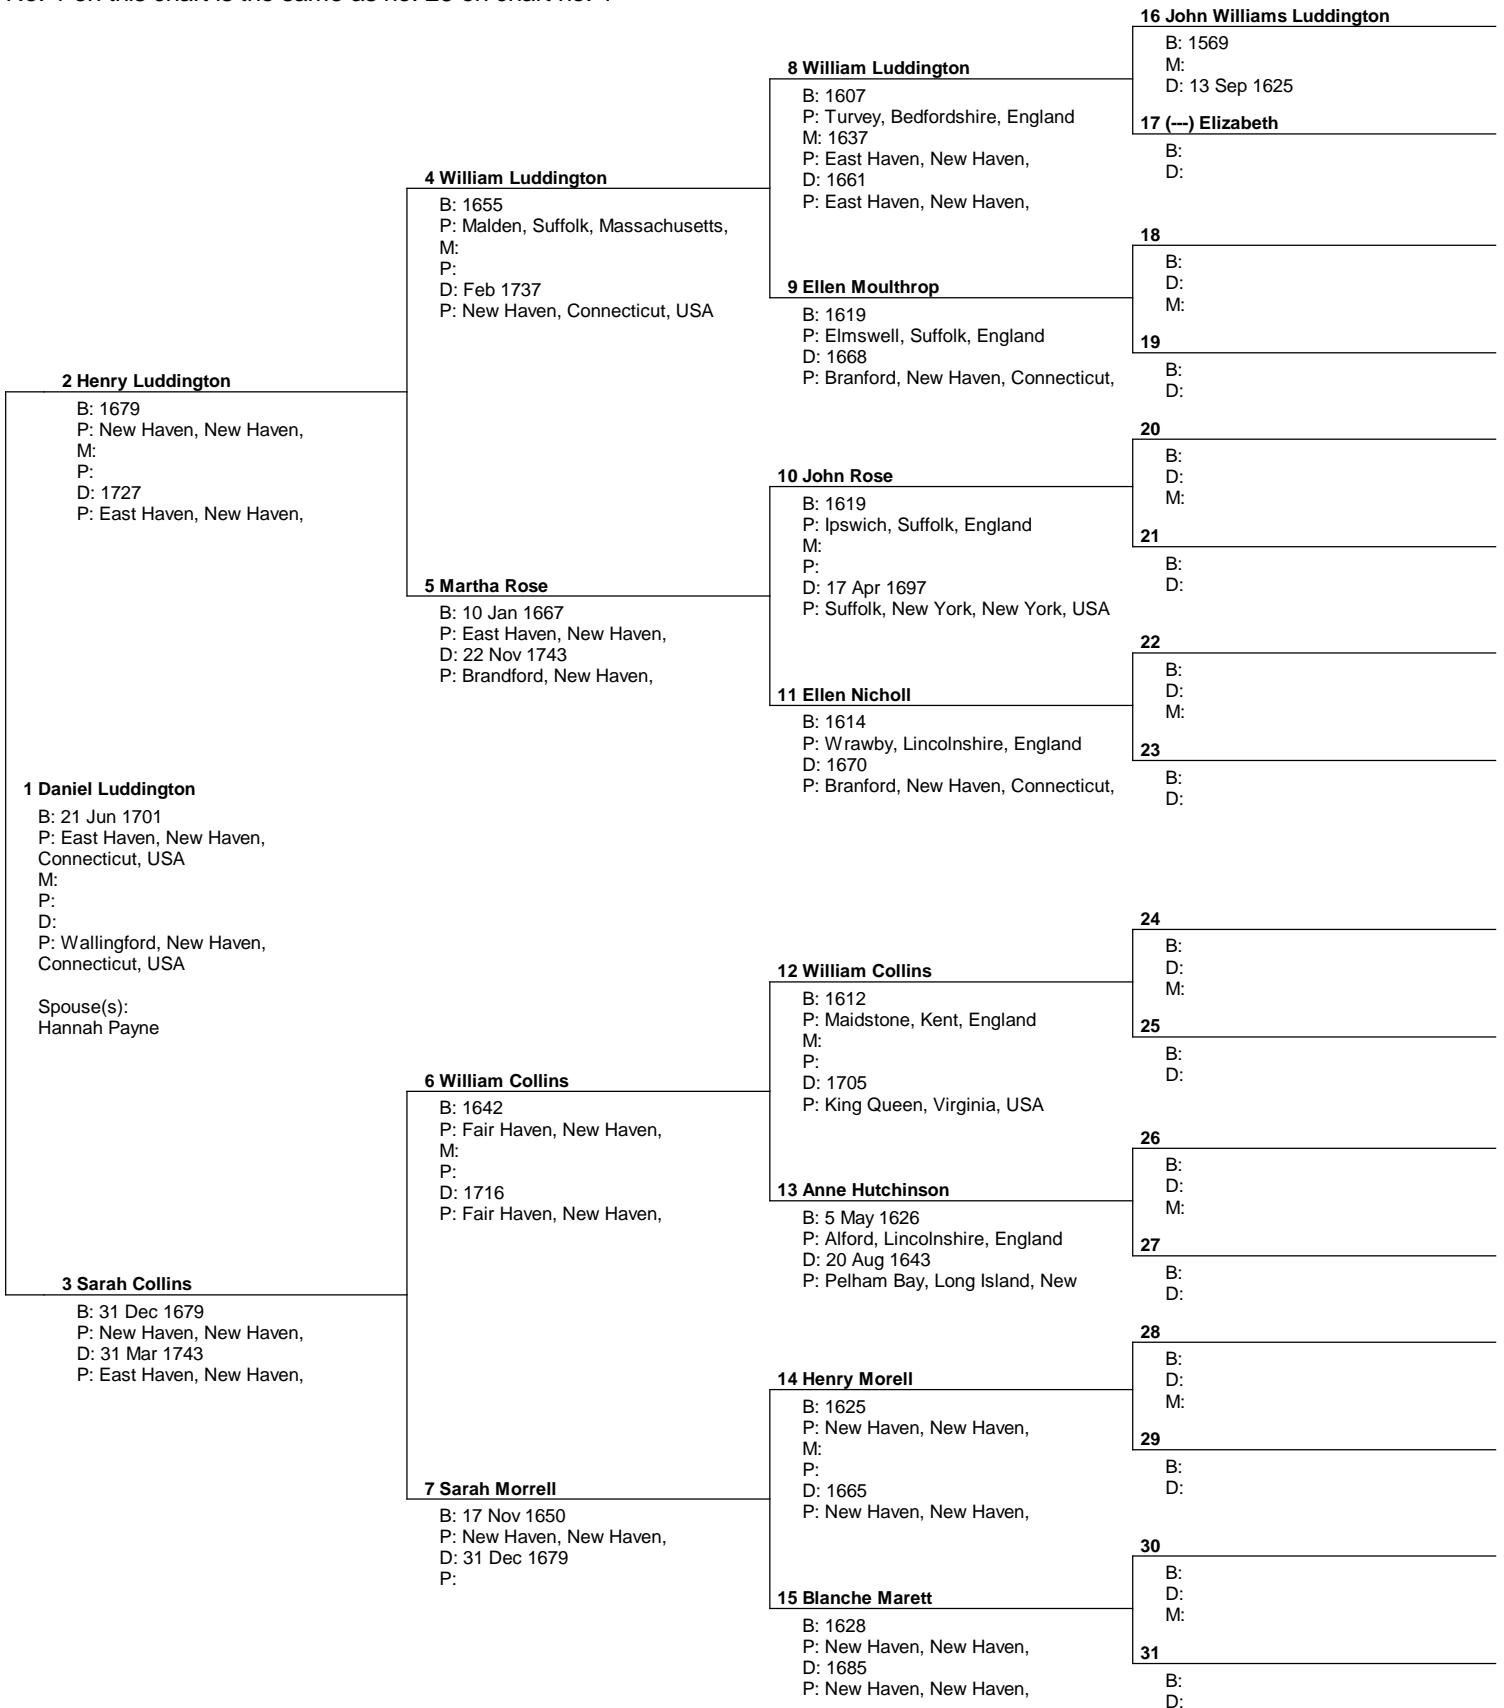 on this chart is the same as no.
on chart no.
1 Daniel Luddington
B: 21 Jun 1701
P: East Haven, New Haven,
Connecticut, USA
M:
P:
D:
P: Wallingford, New Haven,
Connecticut, USA
Spouse(s):
Hannah Payne
2 Henry Luddington
B: 1679
P: New Haven, New Haven,
M:
P:
D: 1727
P: East Haven, New Haven,
3 Sarah Collins
B: 31 Dec 1679
P: New Haven, New Haven,
D: 31 Mar 1743
P: East Haven, New Haven,
4 William Luddington
B: 1655
P: Malden, Suffolk, Massachusetts,
M:
P:
D: Feb 1737
P: New Haven, Connecticut, USA
5 Martha Rose
B: 10 Jan 1667
P: East Haven, New Haven,
D: 22 Nov 1743
P: Brandford, New Haven,
6 William Collins
B: 1642
P: Fair Haven, New Haven,
M:
P:
D: 1716
P: Fair Haven, New Haven,
7 Sarah Morrell
B: 17 Nov 1650
P: New Haven, New Haven,
D: 31 Dec 1679
P:
8 William Luddington
B: 1607
P: Turvey, Bedfordshire, England
M: 1637
P: East Haven, New Haven,
D: 1661
P: East Haven, New Haven,
9 Ellen Moulthrop
B: 1619
P: Elmswell, Suffolk, England
D: 1668
P: Branford, New Haven, Connecticut,
10 John Rose
B: 1619
P: Ipswich, Suffolk, England
M:
P:
D: 17 Apr 1697
P: Suffolk, New York, New York, USA
11 Ellen Nicholl
B: 1614
P: Wrawby, Lincolnshire, England
D: 1670
P: Branford, New Haven, Connecticut,
12 William Collins
B: 1612
P: Maidstone, Kent, England
M:
P:
D: 1705
P: King Queen, Virginia, USA
13 Anne Hutchinson
B: 5 May 1626
P: Alford, Lincolnshire, England
D: 20 Aug 1643
P: Pelham Bay, Long Island, New
14 Henry Morell
B: 1625
P: New Haven, New Haven,
M:
P:
D: 1665
P: New Haven, New Haven,
15 Blanche Marett
B: 1628
P: New Haven, New Haven,
D: 1685
P: New Haven, New Haven,
16 John Williams Luddington
B: 1569
M:
D: 13 Sep 1625
17 (---) Elizabeth
B:
D:
18
B:
D:
M:
19
B:
D:
20
B:
D:
M:
21
B:
D:
22
B:
D:
M:
23
B:
D:
24
B:
D:
M:
25
B:
D:
26
B:
D:
M:
27
B:
D:
28
B:
D:
M:
29
B:
D:
30
B:
D:
M:
31
B:
D: